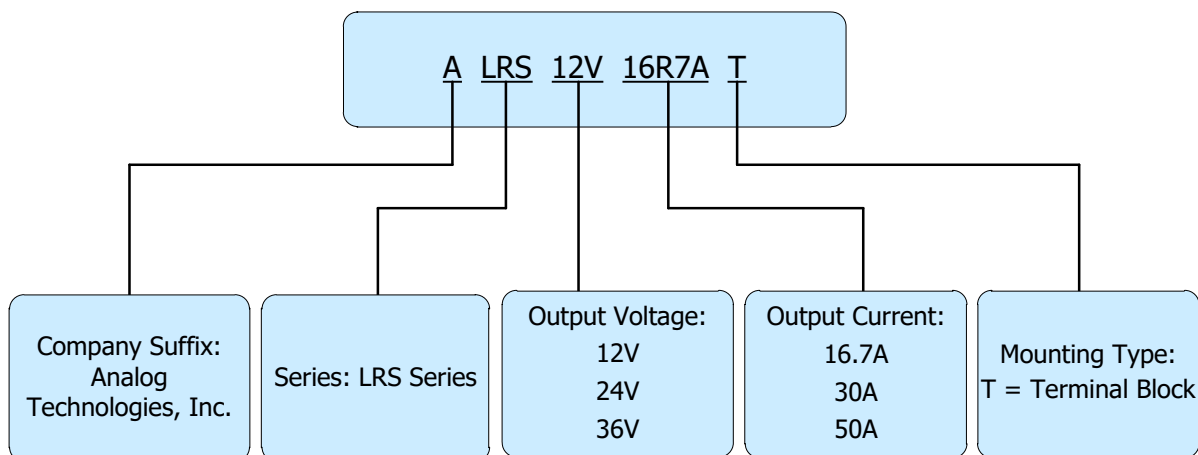 A LRS 12V 16R7A T
Company Suffix:
Analog
Technologies, Inc.
Series: LRS Series
Output Voltage:
12V
24V
36V
Output Current:
16.7A
30A
50A
Mounting Type:
T = Terminal Block